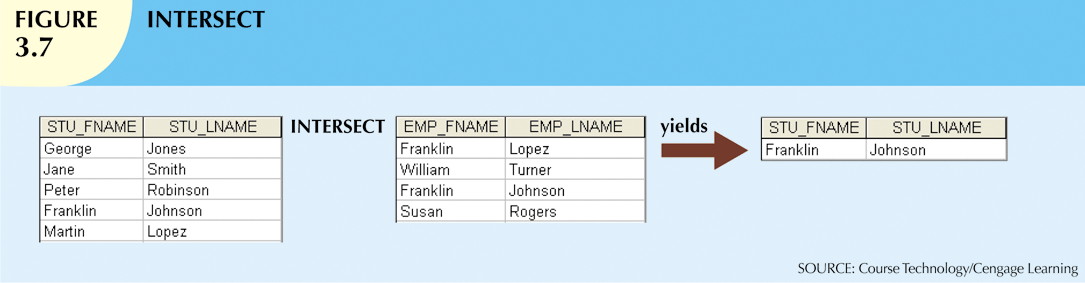 FIGURE 3.7
INTERSECT
STU_FNAME STU_LNAME
George Jones
Jane Smith
Peter Robinson
Franklin Johnson
Martin Lopez
INTERSECT
EMP_FNAME EMP_LNAME
Franklin Lopez
William Turner
Franklin Johnson
Susan Rogers
yields
STU_FNAME STU_LNAME
Franklin Johnson
SOURCE: Course Technology/Cengage Learning